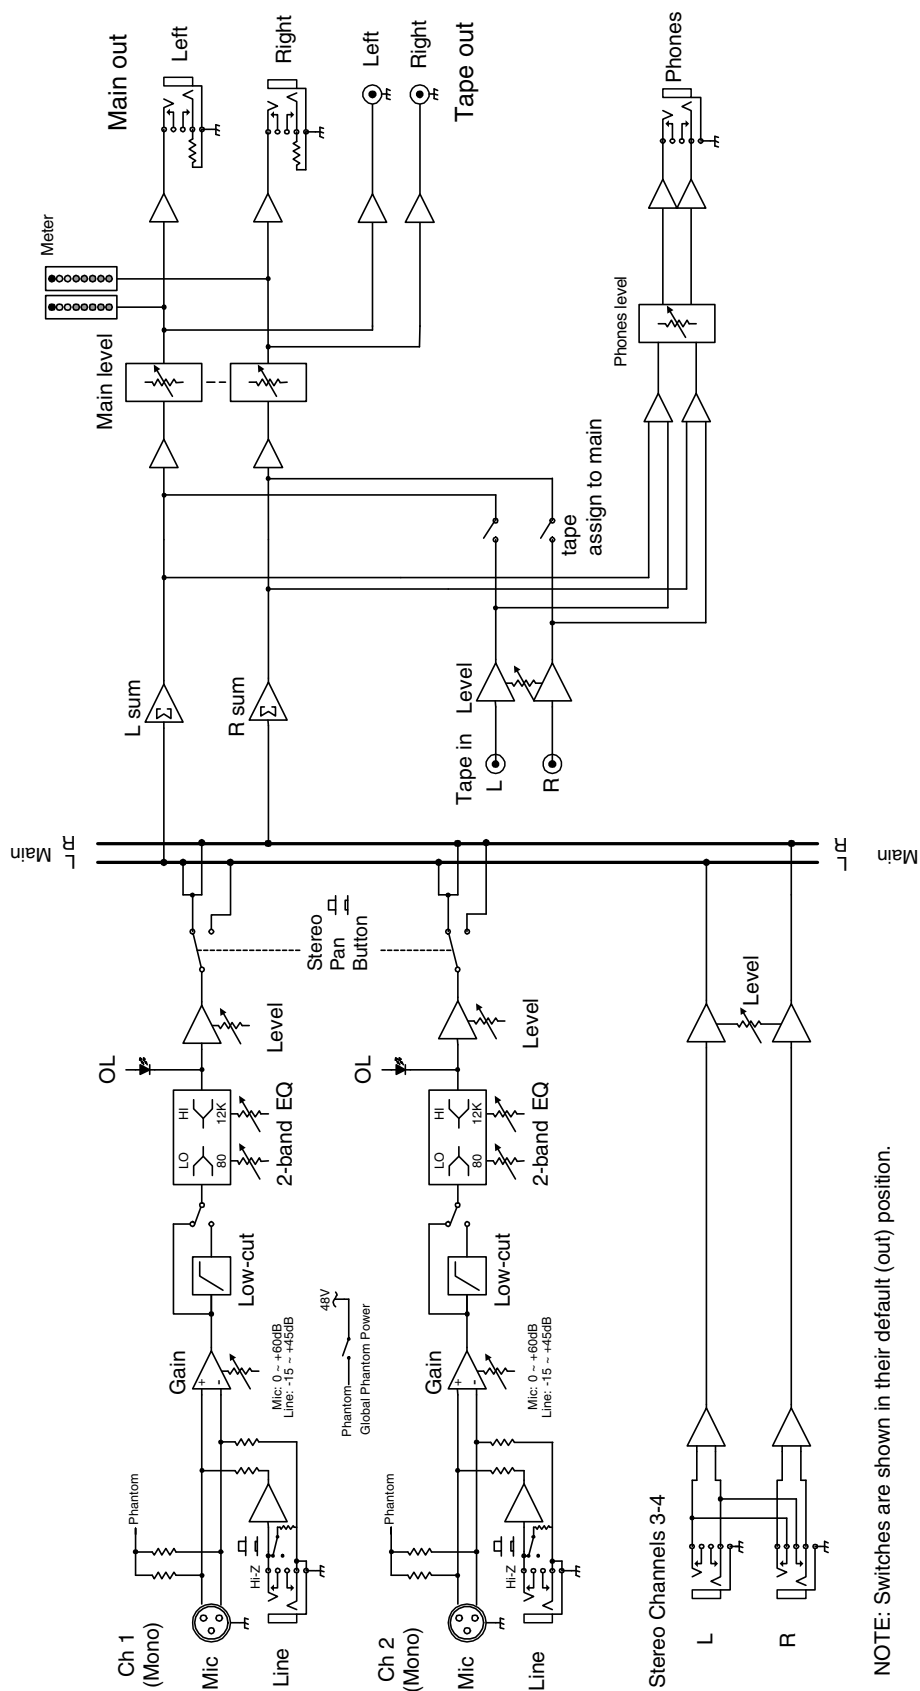 Ch 1
(Mono)
Mic
Line
Phantom
Hi-Z
+
-
Gain
Mic: 0 ~ +60dB
Line: -15 ~ +45dB
Low-cut
LO
HI
80
12K
2-band EQ
OL
Level
Phantom
48V
Global Phantom Power
Stereo
Pan
Button
Ch 2
(Mono)
Mic
Line
Phantom
Hi-Z
+
-
Gain
Mic: 0 ~ +60dB
Line: -15 ~ +45dB
Low-cut
LO
HI
80
12K
2-band EQ
OL
Level
Stereo Channels 3-4
L
R
Level
Main
L
R
Main
L
R
L sum
Σ
R sum
Σ
Tape in
L
R
Level
tape
assign to main
Main level
Meter
Main out
Left
Right
Left
Right
Tape out
Phones level
Phones
NOTE: Switches are shown in their default (out) position.